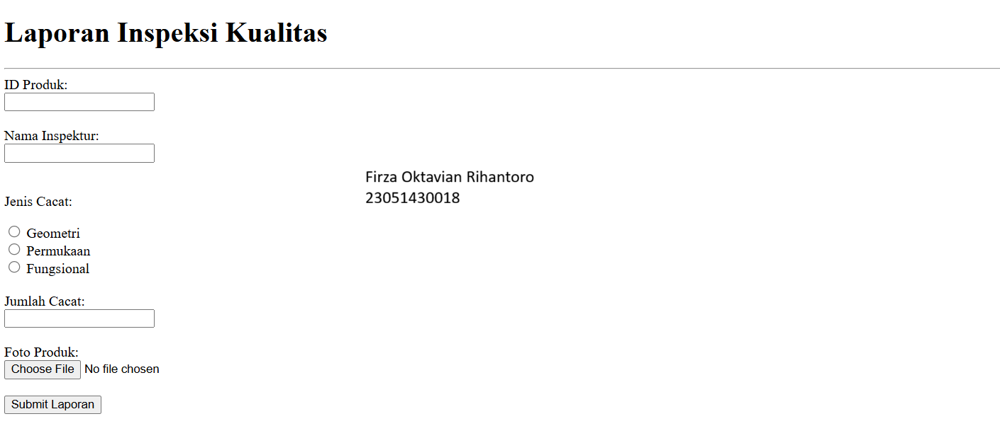 Laporan Inspeksi Kualitas
ID Produk:
Nama Inspektur:
Firza Oktavian Rihantoro
23051430018
Jenis Cacat:
Geometri
Permukaan
Fungsional
Jumlah Cacat:
Foto Produk:
Choose File No file chosen
Submit Laporan